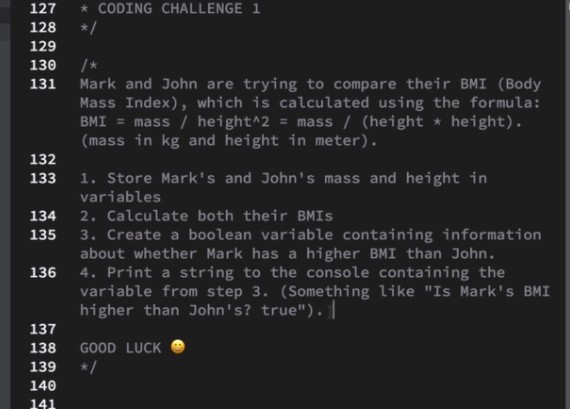 127 * CODING CHALLENGE 1
128 */
129
130 /*
131 Mark and John are trying to compare their BMI (Body
Mass Index), which is calculated using the formula:
BMI = mass / height^2 = mass / (height * height).
(mass in kg and height in meter).
132
133 1. Store Mark's and John's mass and height in
variables
134 2. Calculate both their BMIs
135 3. Create a boolean variable containing information
about whether Mark has a higher BMI than John.
136 4. Print a string to the console containing the
variable from step 3. (Something like "Is Mark's BMI
higher than John's? true").
137
138 GOOD LUCK 😀
139 */
140
141